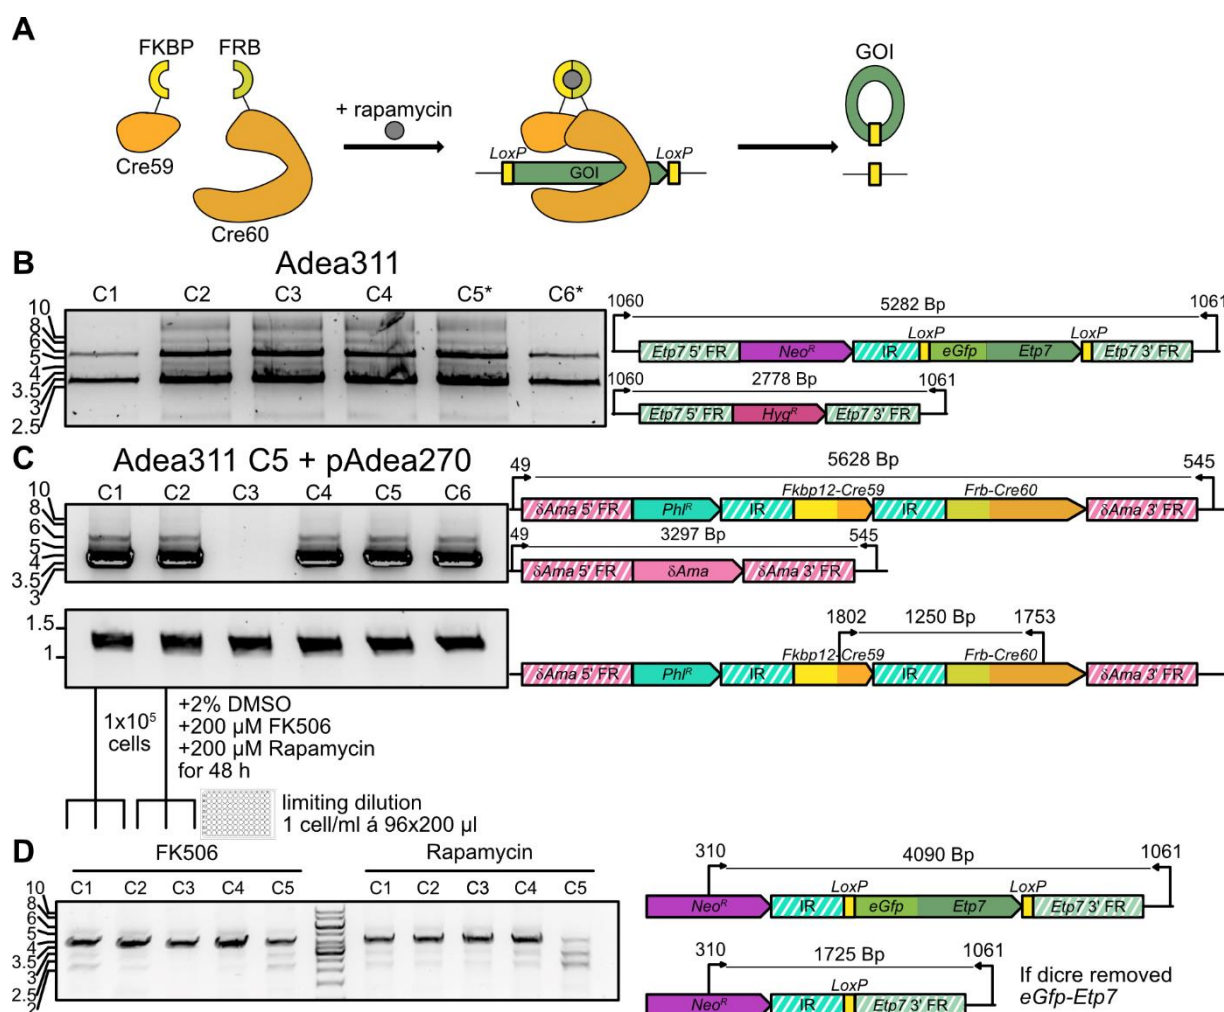 A
FKBP
FRB
GOI
+ rapamycin
LoxP
LoxP
GOI
Cre59
Cre60
B
Adea311
C1 C2 C3 C4 C5* C6*
10
8
6
5
4
3.5
3
2.5
1060 5282 Bp 1061
LoxP LoxP
Etp7 5' FR Neoᴿ IR eGfp Etp7 Etp7 3' FR
1060 2778 Bp 1061
Etp7 5' FR Hygᴿ Etp7 3' FR
C
Adea311 C5 + pAdea270
C1 C2 C3 C4 C5 C6
10
8
6
5
4
3.5
3
49 5628 Bp 545
Fkbp12-Cre59 Frb-Cre60
δAma 5' FR Phlᴿ IR IR δAma 3' FR
49 3297 Bp 545
δAma 5' FR δAma δAma 3' FR
1.5
1
1802 1250 Bp 1753
Fkbp12-Cre59 Frb-Cre60
δAma 5' FR Phlᴿ IR IR δAma 3' FR
1x10⁵
cells
+2% DMSO
+200 µM FK506
+200 µM Rapamycin
for 48 h
limiting dilution
1 cell/ml á 96x200 µl
D
FK506 Rapamycin
C1 C2 C3 C4 C5 C1 C2 C3 C4 C5
10
8
6
5
4
3.5
3
2.5
2
310 4090 Bp 1061
LoxP LoxP
Neoᴿ IR eGfp Etp7 Etp7 3' FR
310 1725 Bp 1061
LoxP
Neoᴿ IR Etp7 3' FR
If dicre removed
eGfp-Etp7